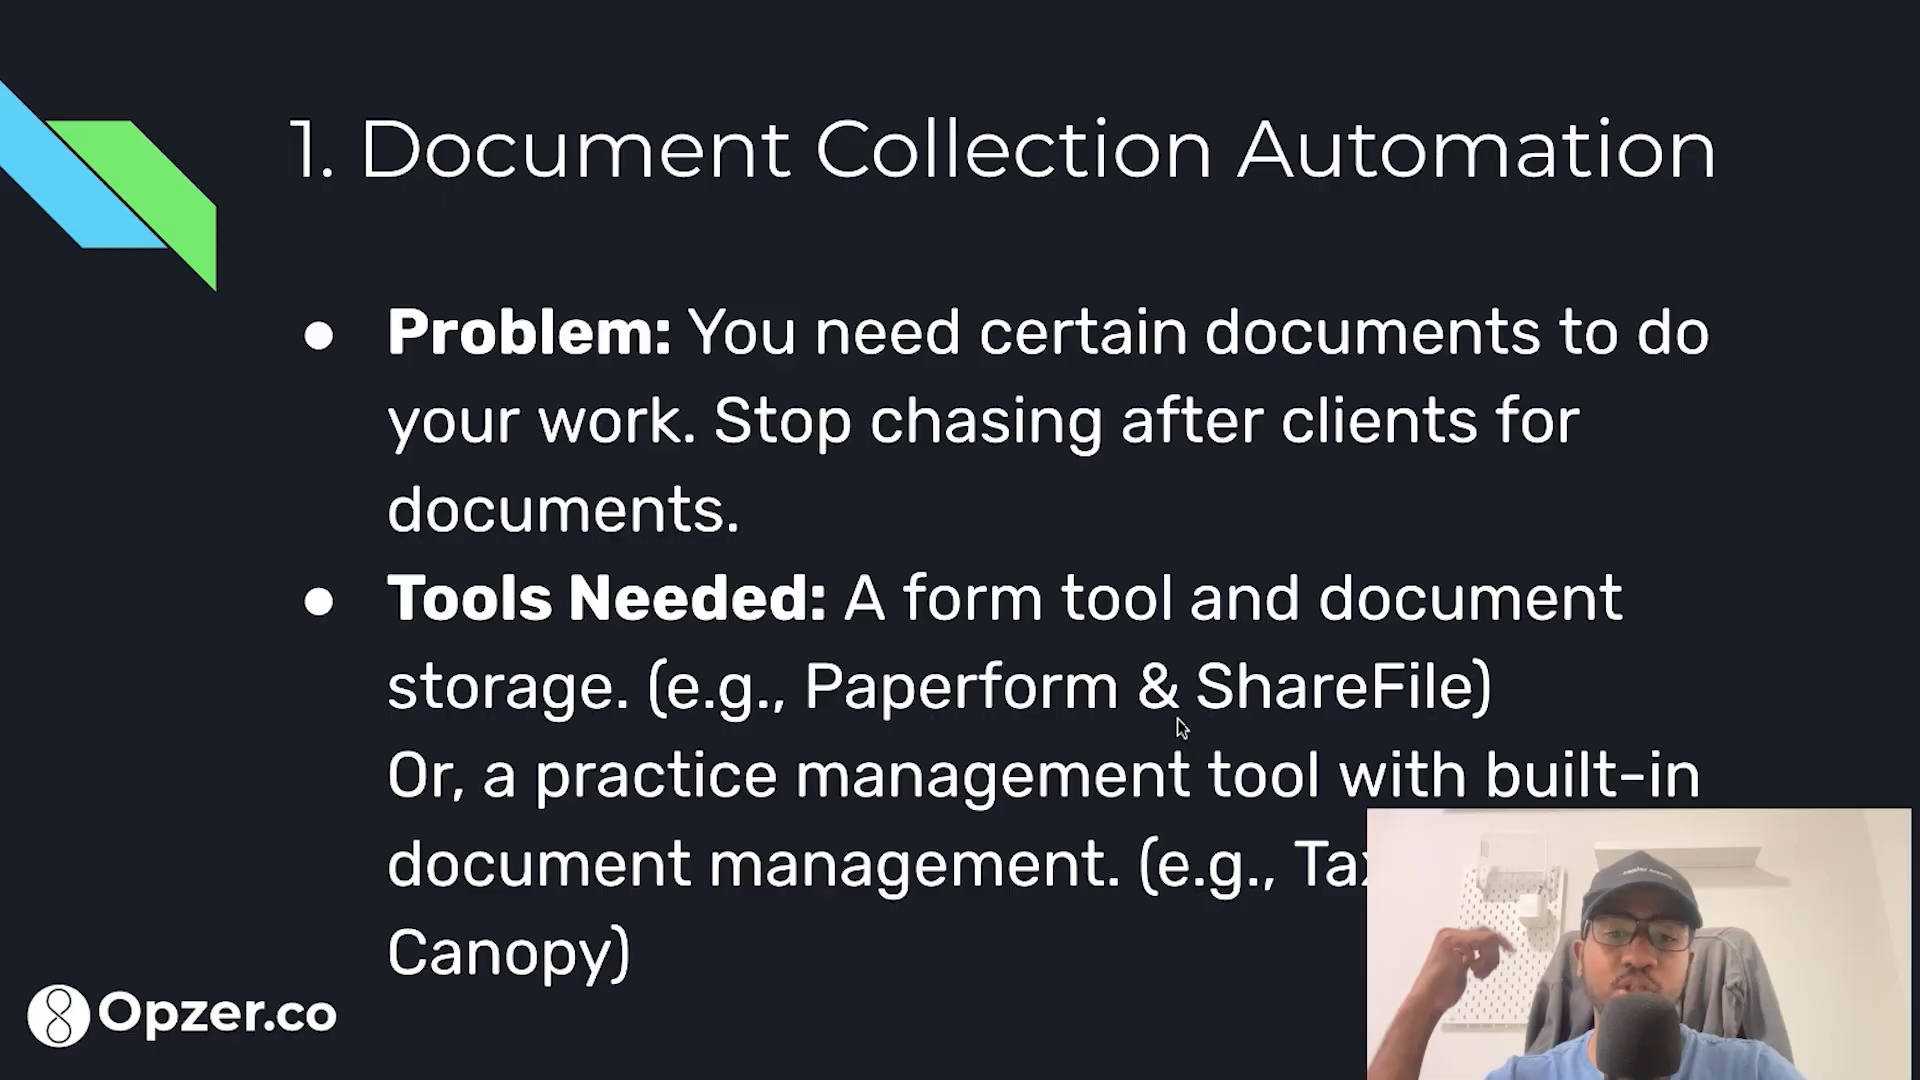 1. Document Collection Automation
● Problem: You need certain documents to do
your work. Stop chasing after clients for
documents.
● Tools Needed: A form tool and document
storage. (e.g., Paperform & ShareFile)
Or, a practice management tool with built-in
document management. (e.g.,
Canopy)
Opzer.co